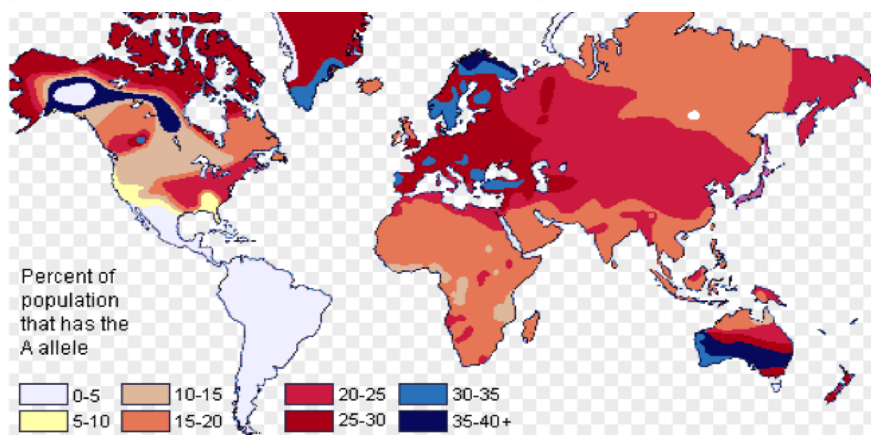 Percent of
population
that has the
A allele
0-5 10-15 20-25 30-35
5-10 15-20 25-30 35-40+